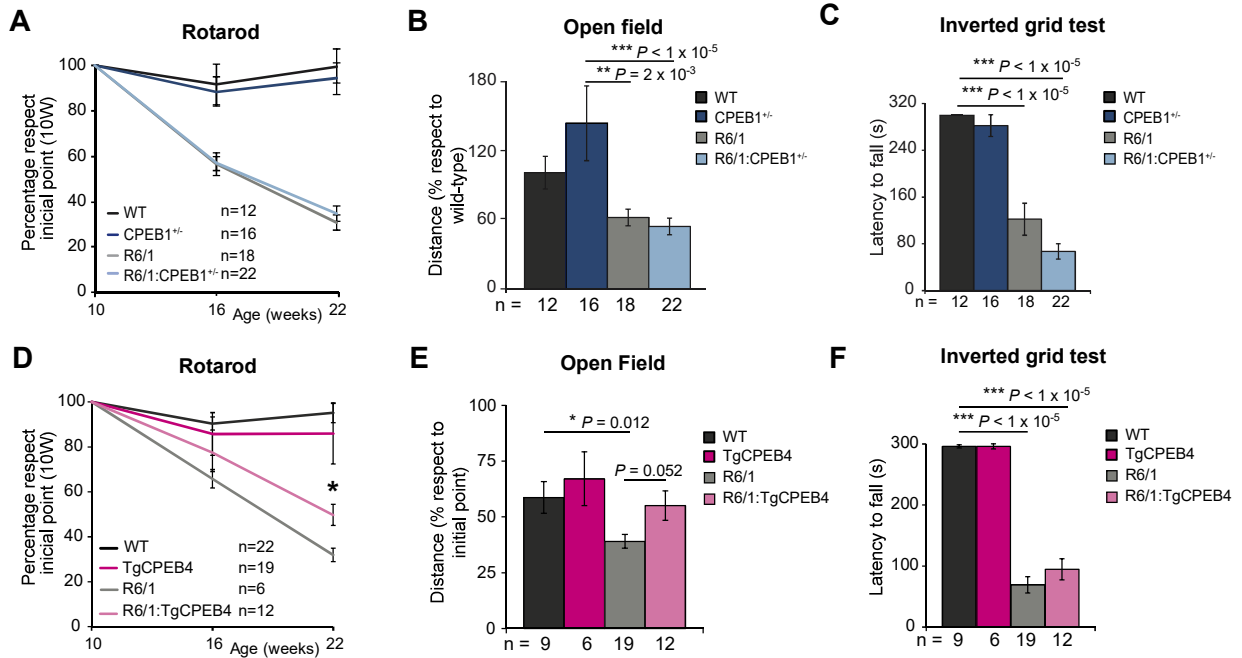 A
Rotarod
Percentage respect
inicial point (10W)
100
80
60
40
20
0
WT n=12
CPEB1+/- n=16
R6/1 n=18
R6/1:CPEB1+/- n=22
10 16 Age (weeks) 22
B
Open field
*** P < 1 x 10-5
** P = 2 x 10-3
Distance (% respect to
wild-type)
180
120
60
0
WT
CPEB1+/-
R6/1
R6/1:CPEB1+/-
n = 12 16 18 22
C
Inverted grid test
*** P < 1 x 10-5
*** P < 1 x 10-5
Latency to fall (s)
300
160
80
0
WT
CPEB1+/-
R6/1
R6/1:CPEB1+/-
n = 12 16 18 22
D
Rotarod
Percentage respect
inicial point (10W)
100
80
60
40
20
0
*
WT n=22
TgCPEB4 n=19
R6/1 n=6
R6/1:TgCPEB4 n=12
10 16 Age (weeks) 22
E
Open Field
* P = 0.012
P = 0.052
Distance (% respect to
initial point)
100
75
50
25
0
WT
TgCPEB4
R6/1
R6/1:TgCPEB4
n = 9 6 19 12
F
Inverted grid test
*** P < 1 x 10-5
*** P < 1 x 10-5
Latency to fall (s)
300
200
100
0
WT
TgCPEB4
R6/1
R6/1:TgCPEB4
n = 9 6 19 12